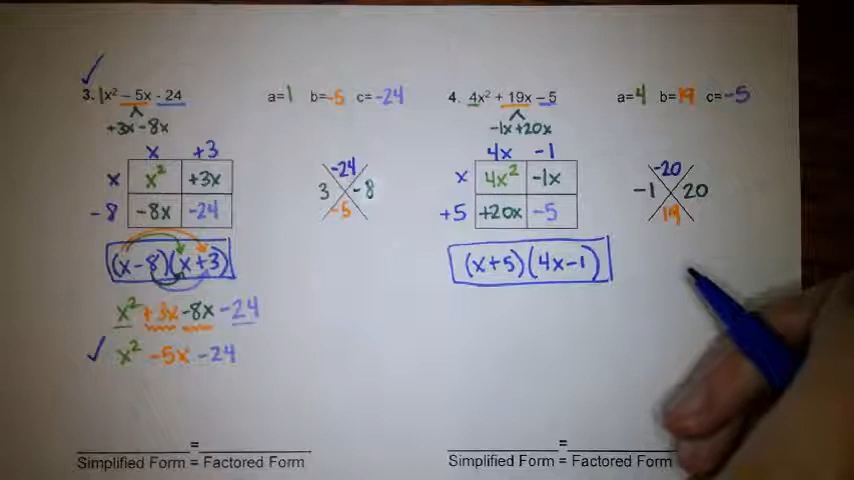 3. 1x² – 5x - 24
a=1 b=-5 c=-24
+3x -8x
x +3
x x² +3x
-8 -8x -24
-24
3 -8
-5
(x-8)(x+3)
x² +3x -8x -24
✓ x² -5x -24
=
Simplified Form = Factored Form
4. 4x² + 19x – 5
a=4 b=19 c=-5
-1x+20x
4x -1
x 4x² -1x
+5 +20x -5
-20
-1 20
19
(x+5)(4x-1)
=
Simplified Form = Factored Form